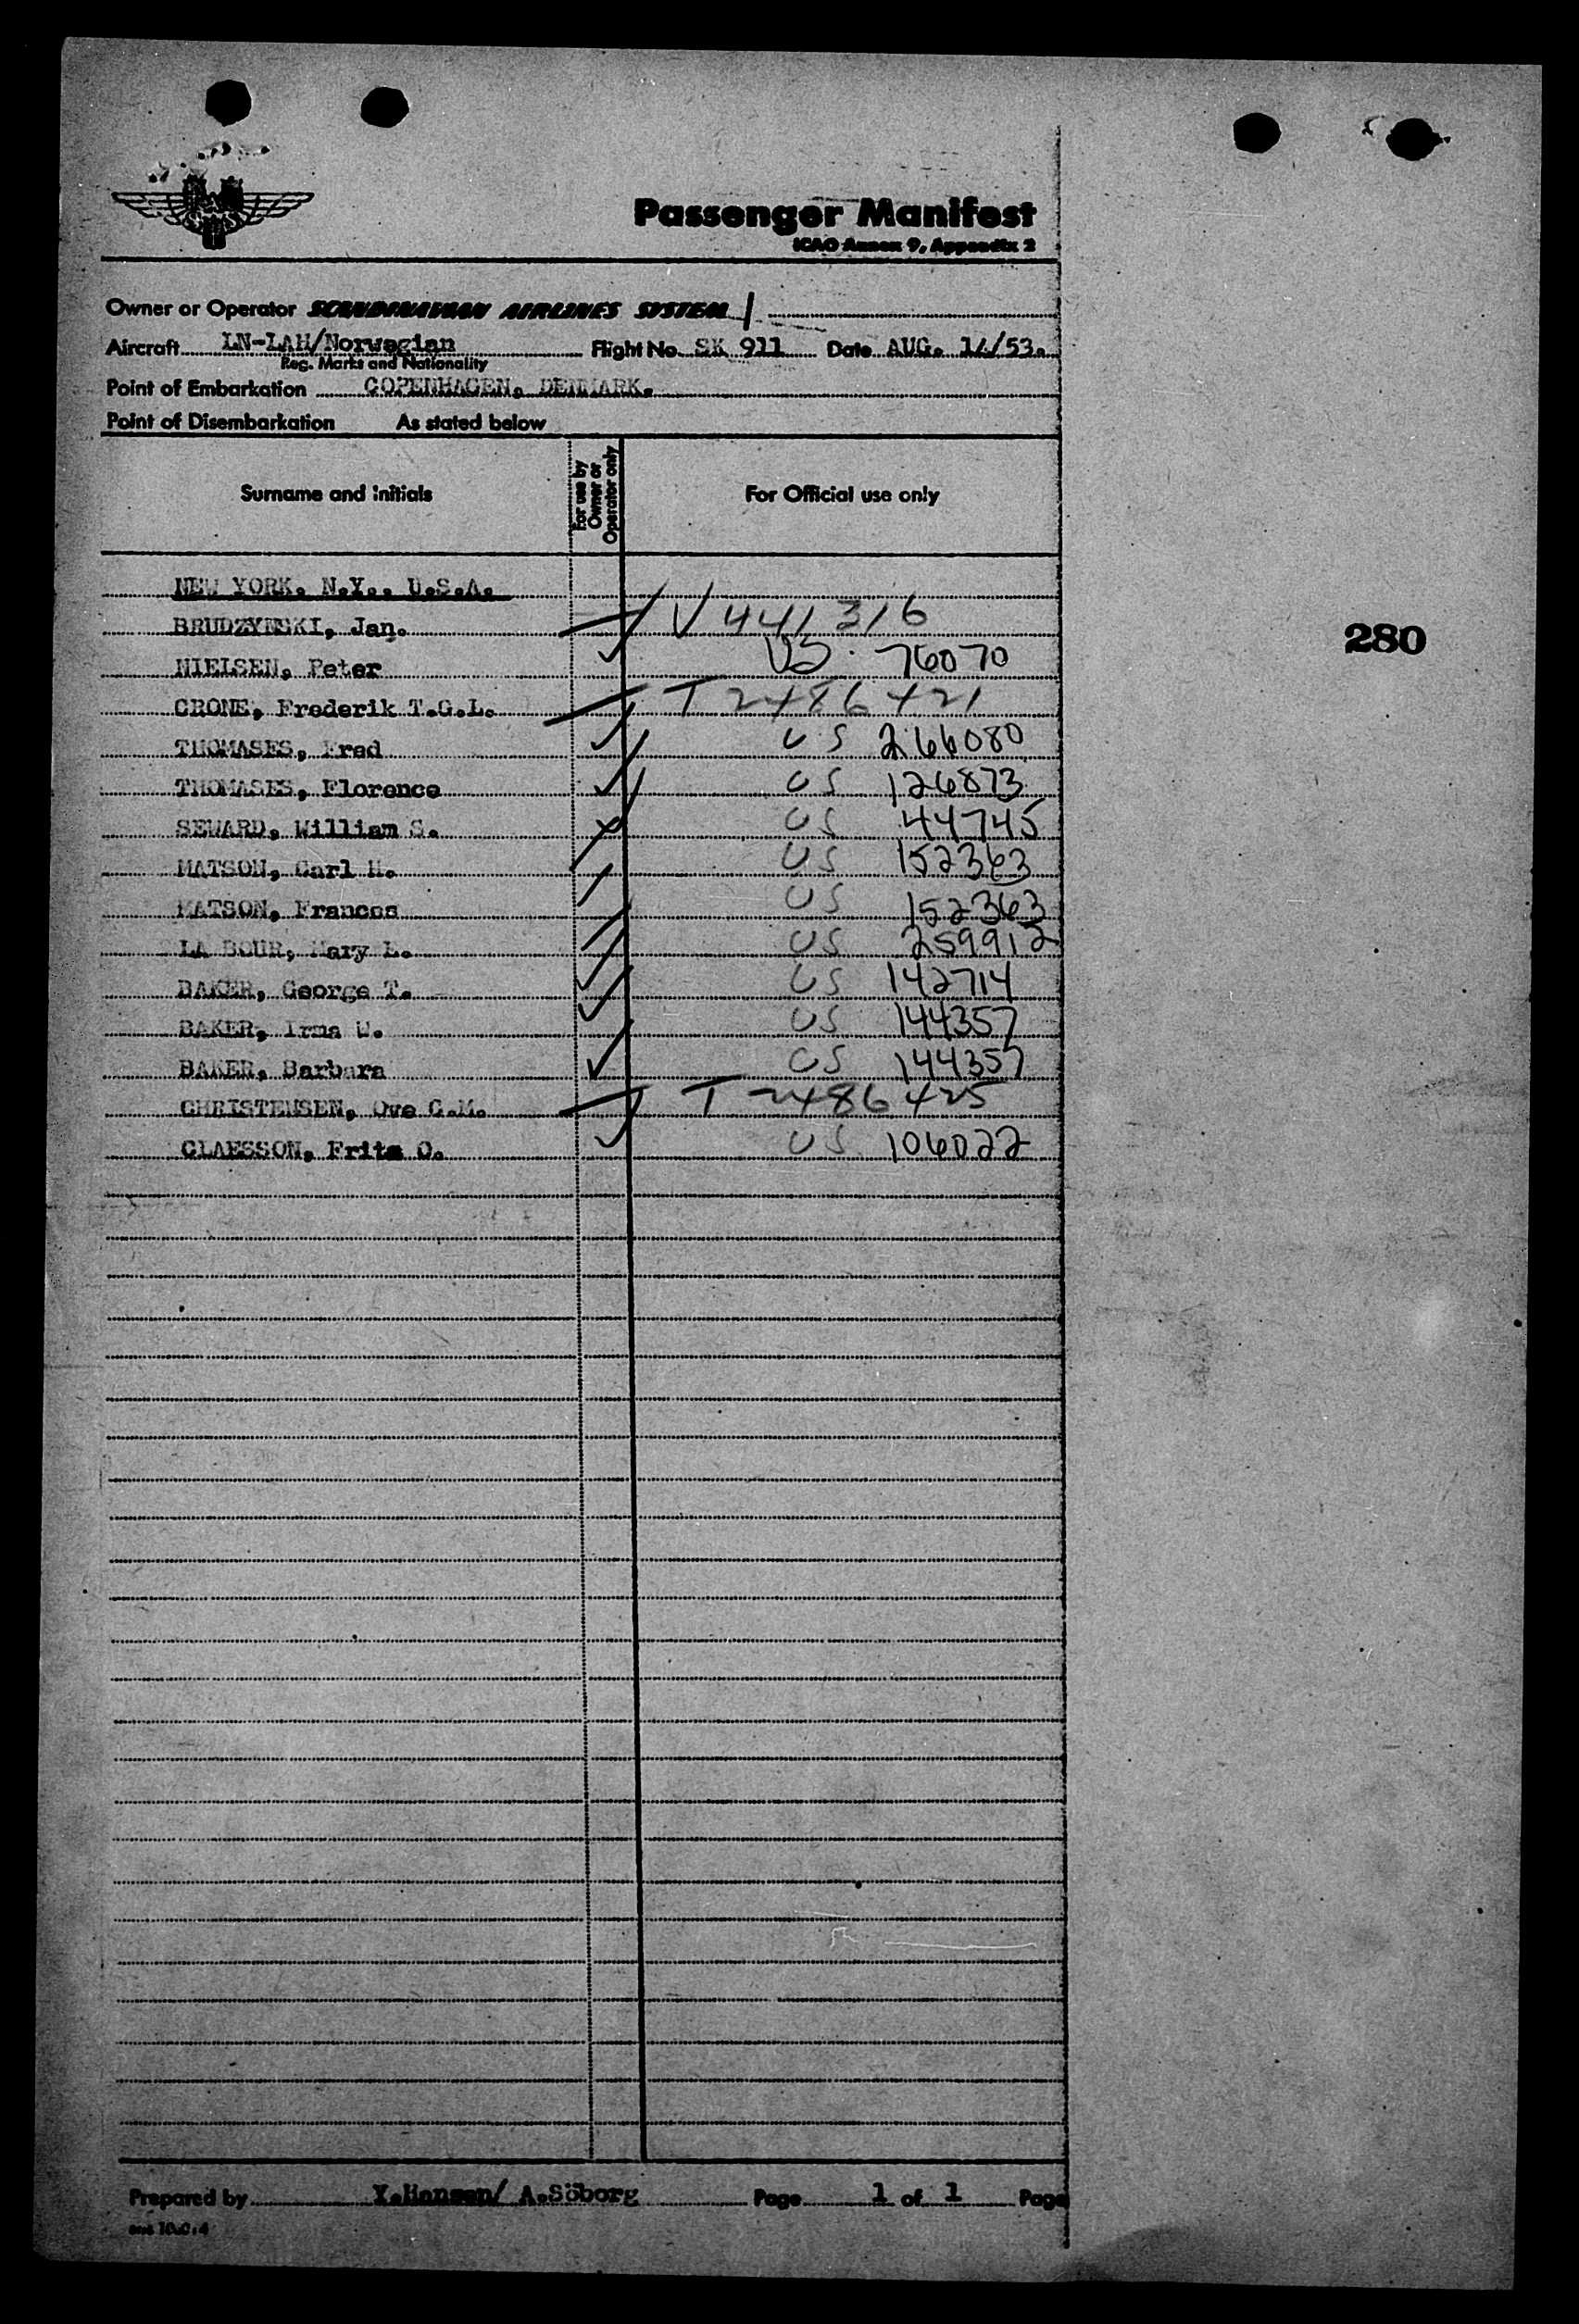 Passenger Manifest
ICAO Annex 9, Appendix 2
Owner or Operator SCANDINAVIAN AIRLINES SYSTEM
Aircraft LN-LAH/Norwegian Flight No. SK 911 Date AUG. 14/53.
Reg. Marks and Nationality
Point of Embarkation COPENHAGEN, DENMARK.
Point of Disembarkation As stated below
Surname and Initials For use by Owner or Operator only For Official use only
NEW YORK. N.Y., U.S.A.
BRUDZYNSKI, Jan. V 441316
280
NIELSEN, Peter US 76070
CRONE, Frederik T.G.L. T 2486421
THOMASES, Fred US 266080
THOMASES, Florence US 126873
SEWARD, William S. US 44745
MATSON, Carl H. US 152363
MATSON, Frances US 152363
LA BOUR, Mary E. US 259912
BAKER, George T. US 142714
BAKER, Irma W. US 144357
BAKER, Barbara US 144357
CHRISTENSEN, Ove C.M. T 2486425
CLAESSON, Fritz O. US 106022
Prepared by Y.Hansen/ A.Söborg Page 1 of 1 Page